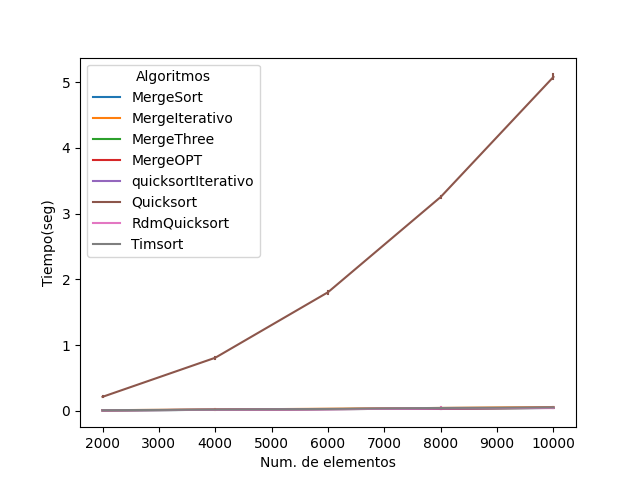 Algoritmos
MergeSort
MergeIterativo
MergeThree
MergeOPT
quicksortIterativo
Quicksort
RdmQuicksort
Timsort
5
4
3
2
1
0
Tiempo(seg)
2000 3000 4000 5000 6000 7000 8000 9000 10000
Num. de elementos